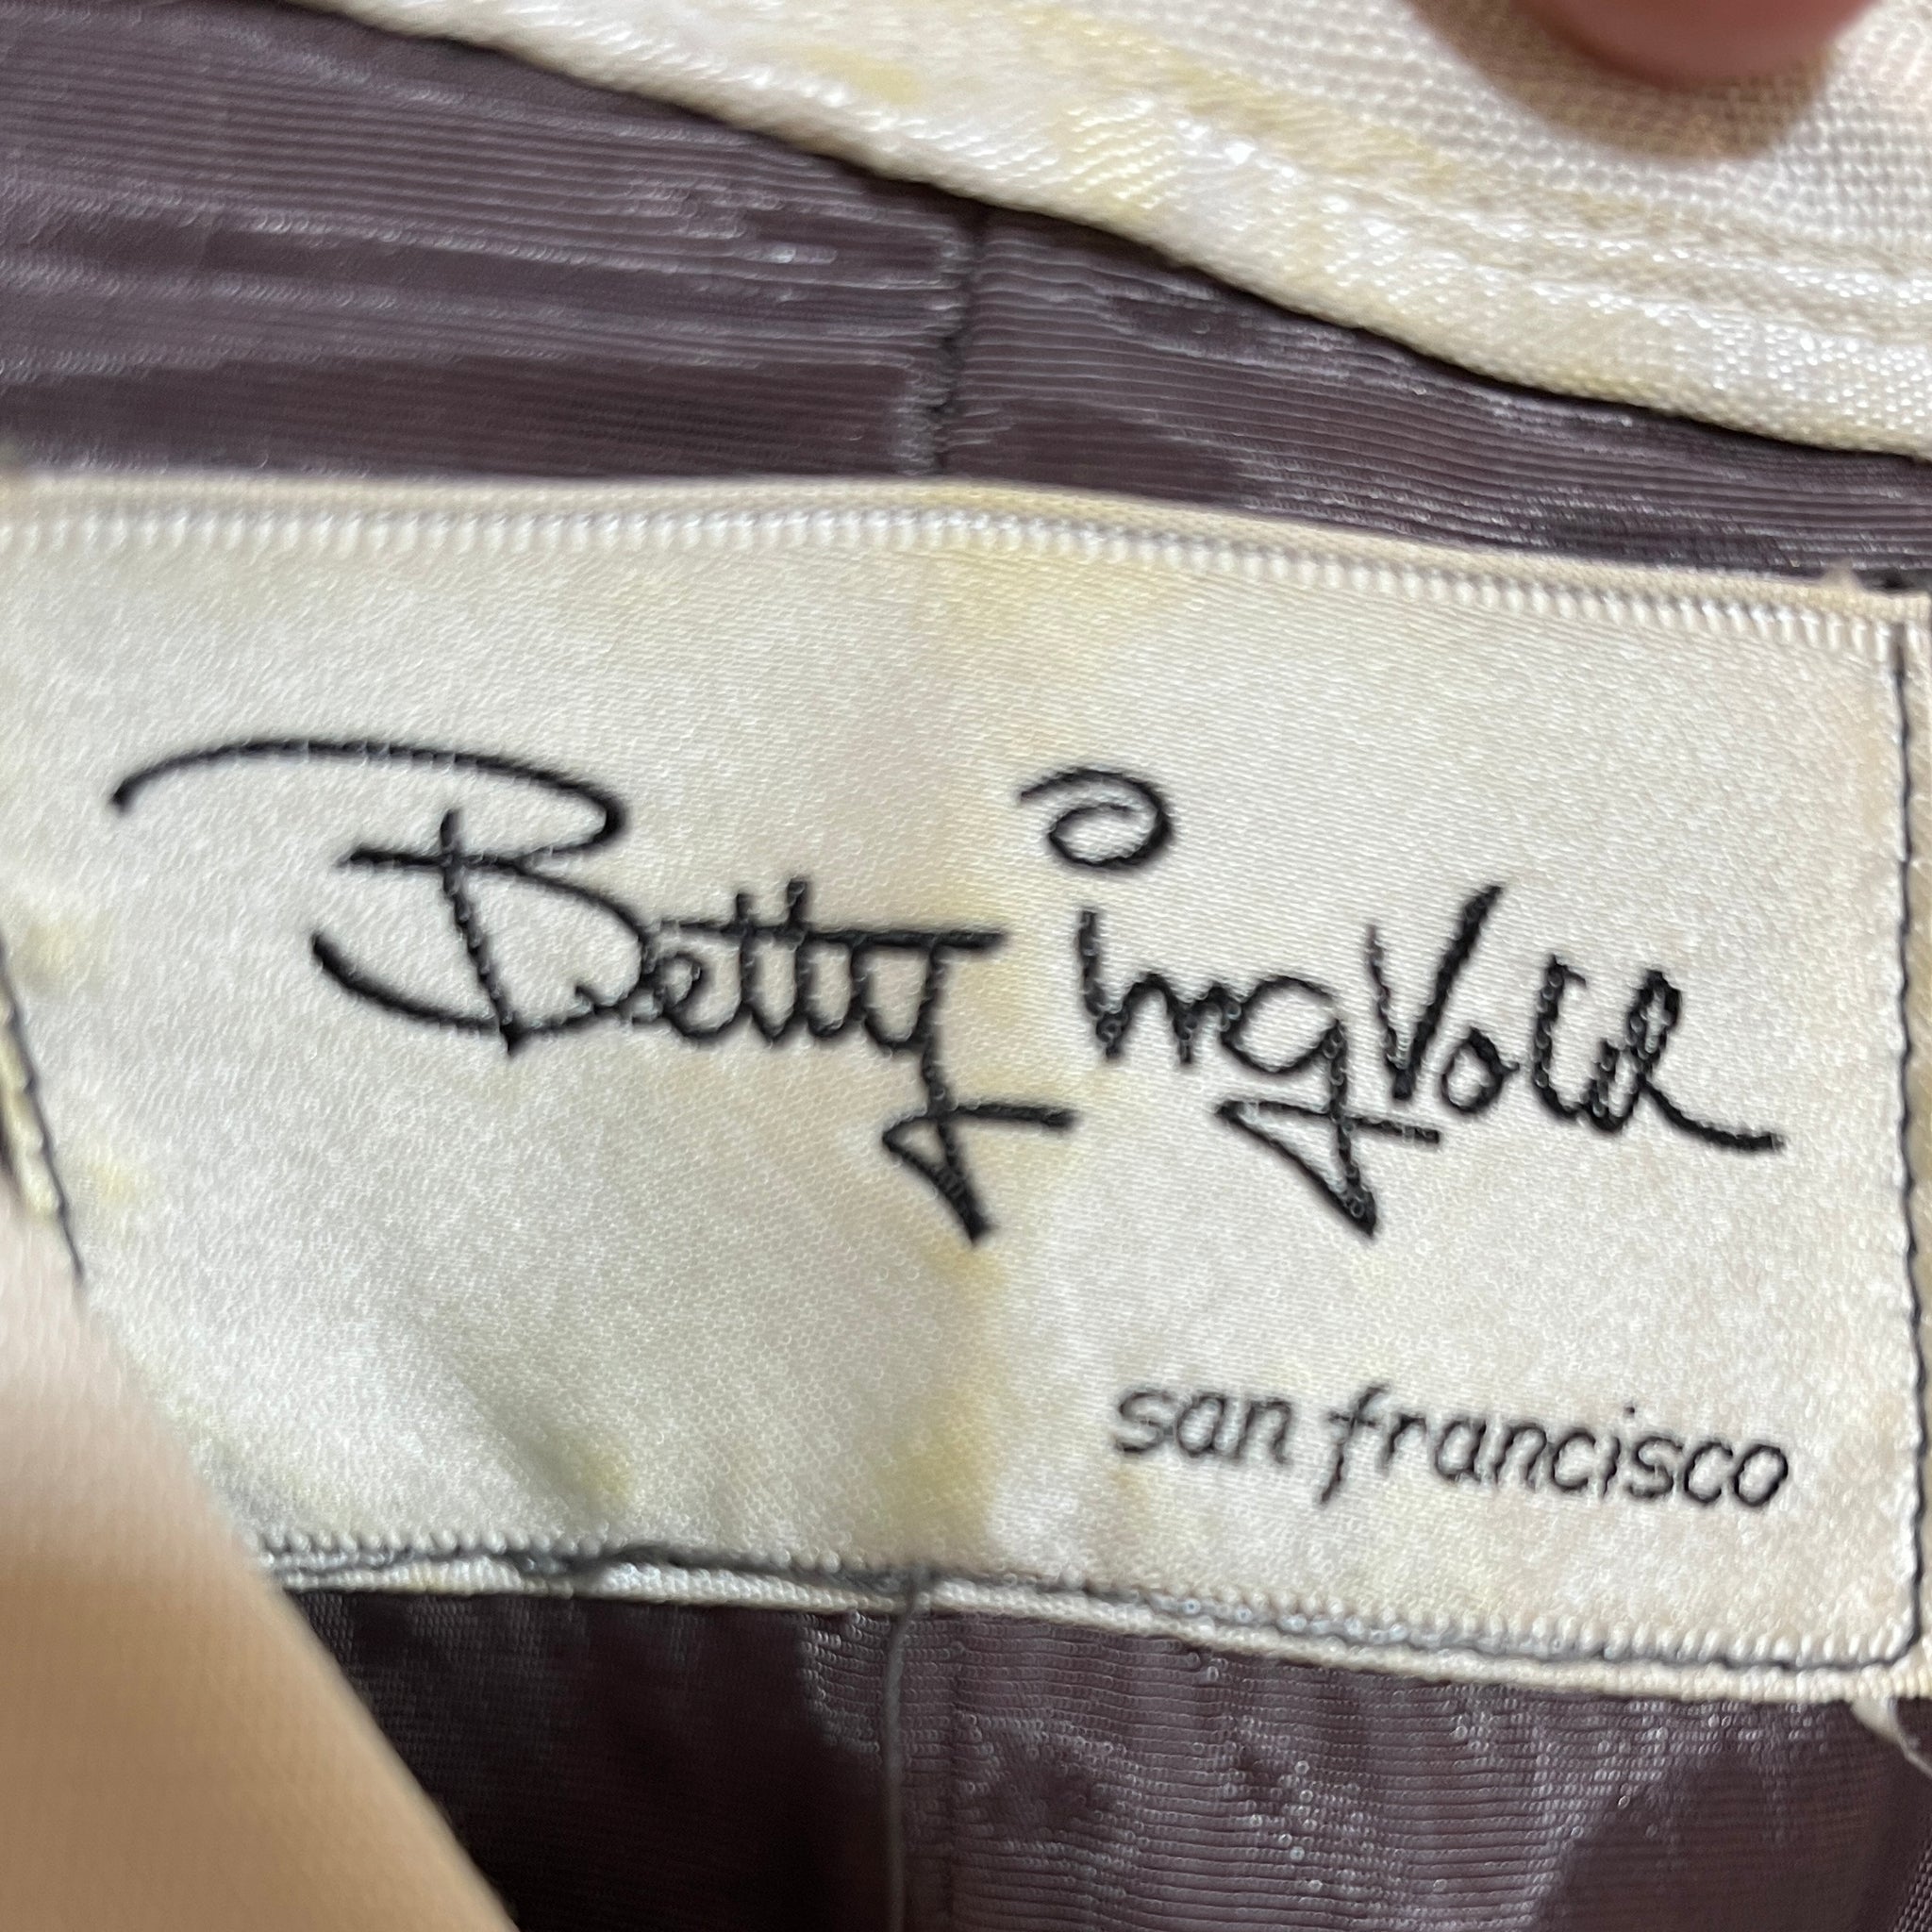 Betty ingVold
san francisco